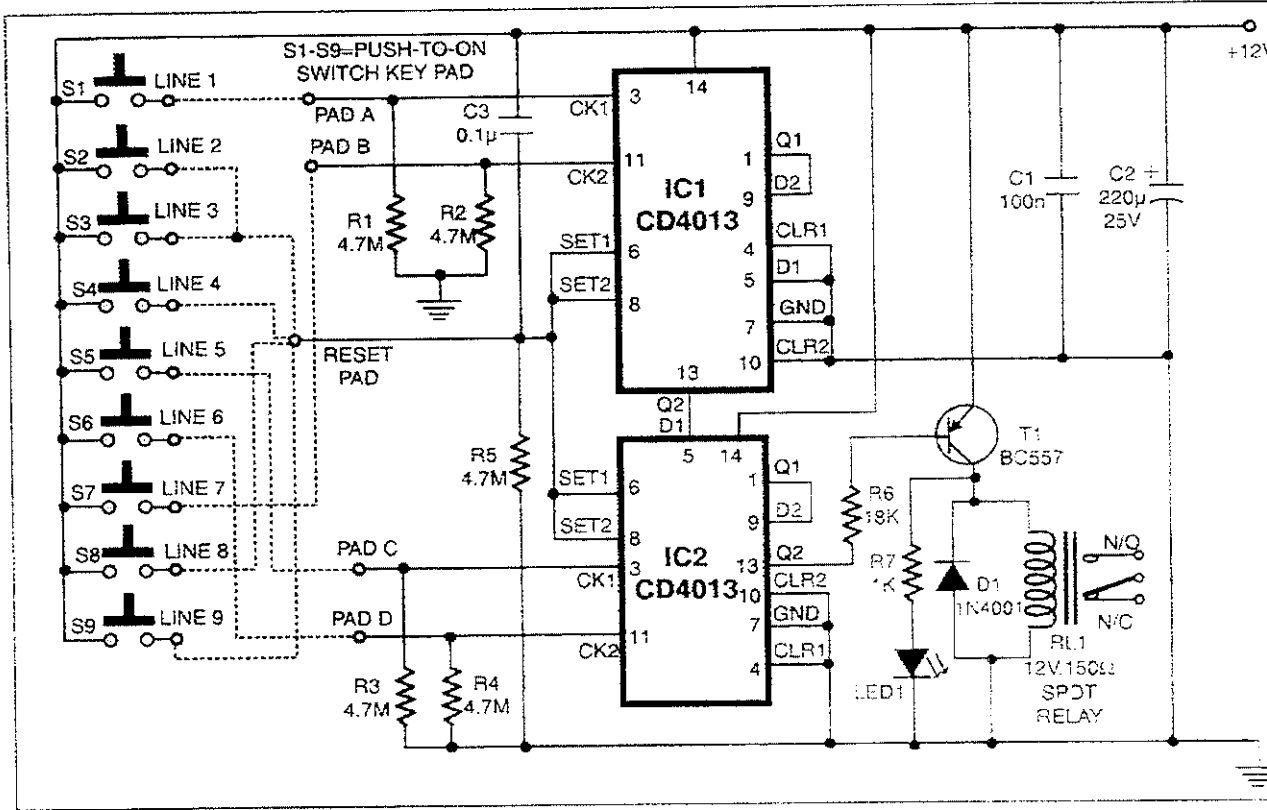 S1-S9=PUSH-TO-ON
SWITCH KEY PAD
+12V
S1
LINE 1
PAD A
S2
LINE 2
PAD B
S3
LINE 3
S4
LINE 4
S5
LINE 5
S6
LINE 6
S7
LINE 7
S8
LINE 8
S9
LINE 9
RESET
PAD
PAD C
PAD D
C3
0.1µ
R1
4.7M
R2
4.7M
R5
4.7M
R3
4.7M
R4
4.7M
CK1
3
14
CK2
11
SET1
6
SET2
8
IC1
CD4013
1
Q1
9
D2
4
CLR1
5
D1
7
GND
10
CLR2
13
Q2
D1
5
14
SET1
6
SET2
8
CK1
3
CK2
11
IC2
CD4013
1
Q1
9
D2
13
Q2
10
CLR2
7
GND
4
CLR1
C1
100n
C2
+
220µ
25V
T1
BC557
R6
18K
R7
1K
LED1
D1
1N4001
N/O
N/C
RL1
12V,150Ω
SPDT
RELAY